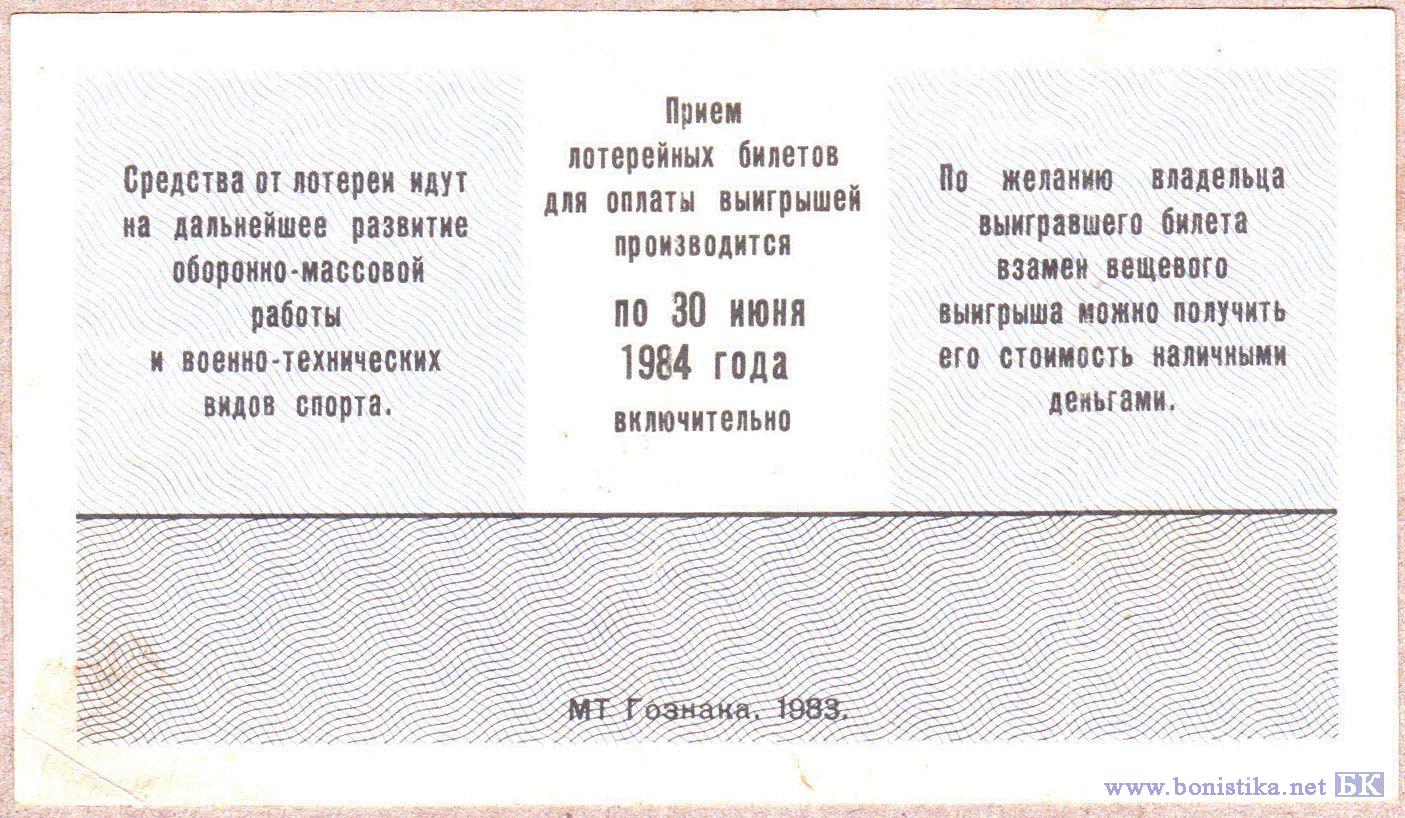 Средства от лотереи идут
на дальнейшее развитие
оборонно-массовой
работы
и военно-технических
видов спорта.
Прием
лотерейных билетов
для оплаты выигрышей
производится
по 30 июня
1984 года
включительно
По желанию владельца
выигравшего билета
взамен вещевого
выигрыша можно получить
его стоимость наличными
деньгами.
МТ Гознака. 1983.
www.bonistika.net БК